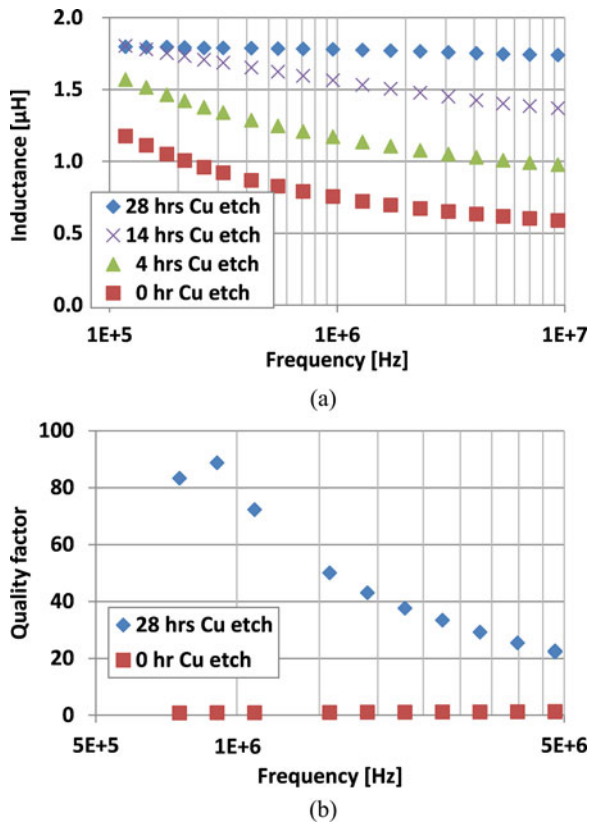 2.0
1.5
1.0
0.5
0.0
Inductance [µH]
28 hrs Cu etch
14 hrs Cu etch
4 hrs Cu etch
0 hr Cu etch
1E+5
1E+6
1E+7
Frequency [Hz]
(a)
100
80
60
40
20
0
Quality factor
28 hrs Cu etch
0 hr Cu etch
5E+5
1E+6
5E+6
Frequency [Hz]
(b)